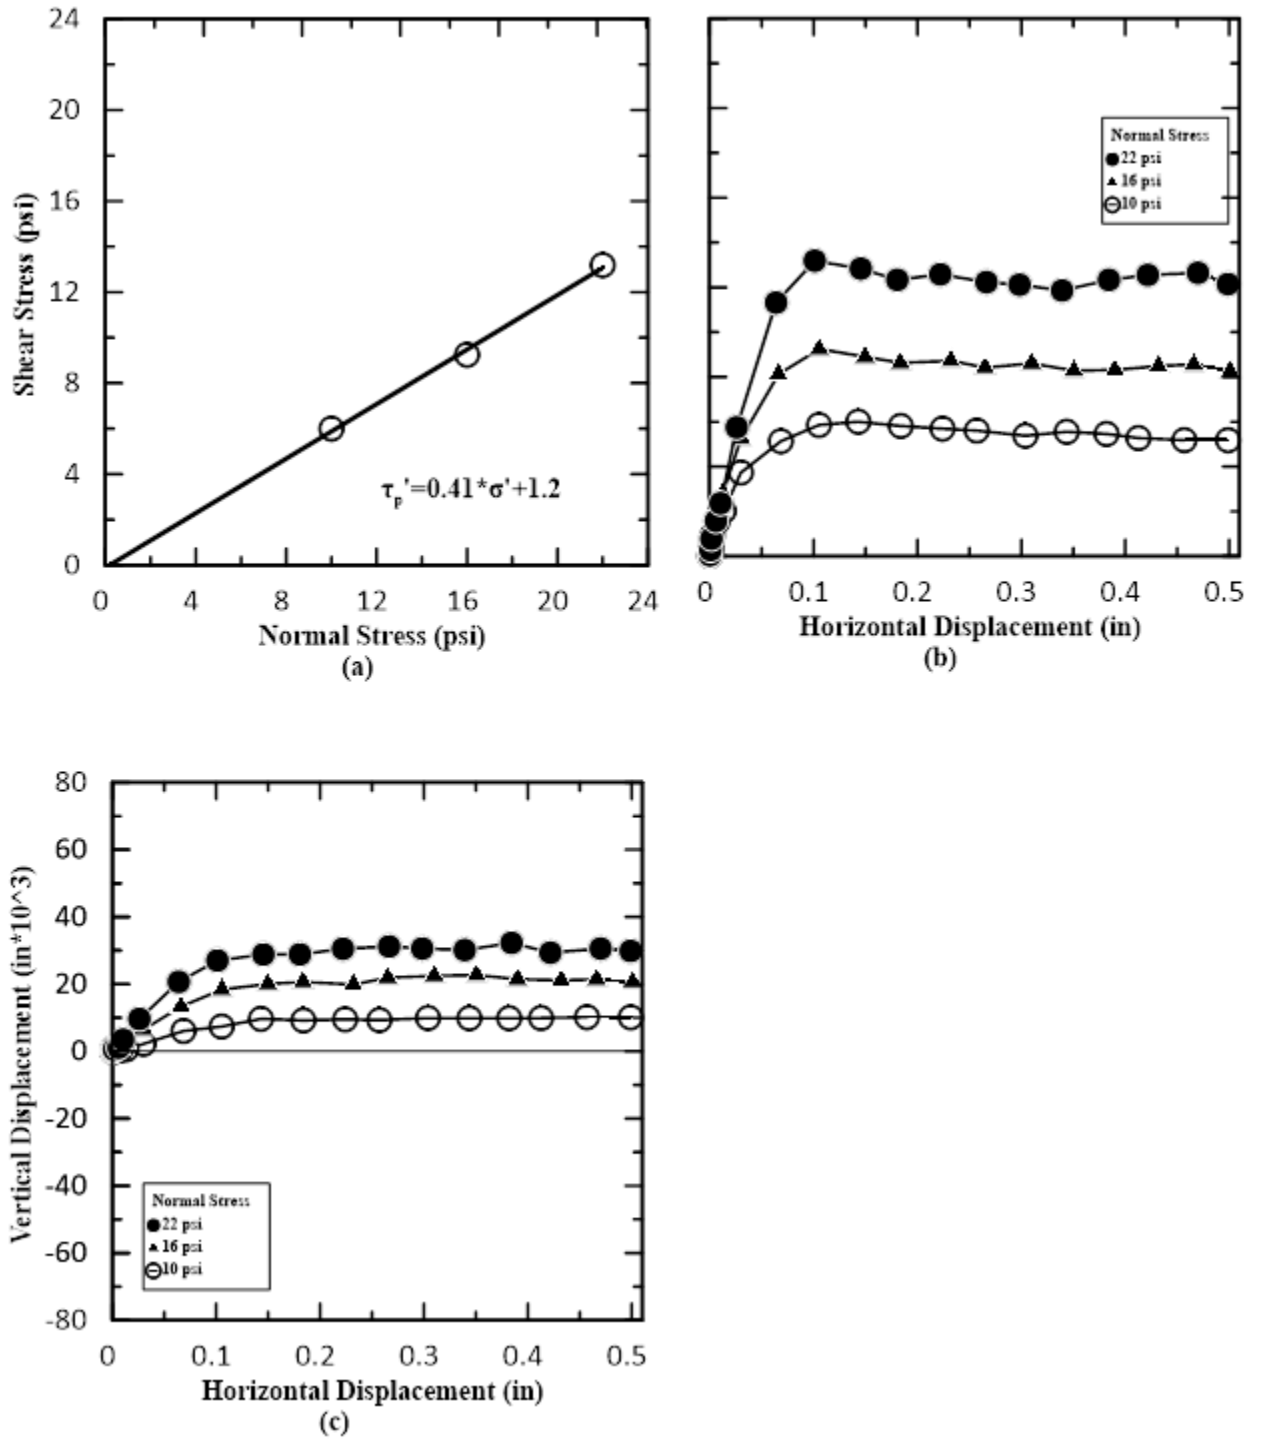 24
20
16
12
8
4
0
Shear Stress (psi)
τp'=0.41*σ'+1.2
0 4 8 12 16 20 24
Normal Stress (psi)
(a)
Normal Stress
22 psi
16 psi
10 psi
0 0.1 0.2 0.3 0.4 0.5
Horizontal Displacement (in)
(b)
80
60
40
20
0
-20
-40
-60
-80
Vertical Displacement (in*10^3)
Normal Stress
22 psi
16 psi
10 psi
0 0.1 0.2 0.3 0.4 0.5
Horizontal Displacement (in)
(c)